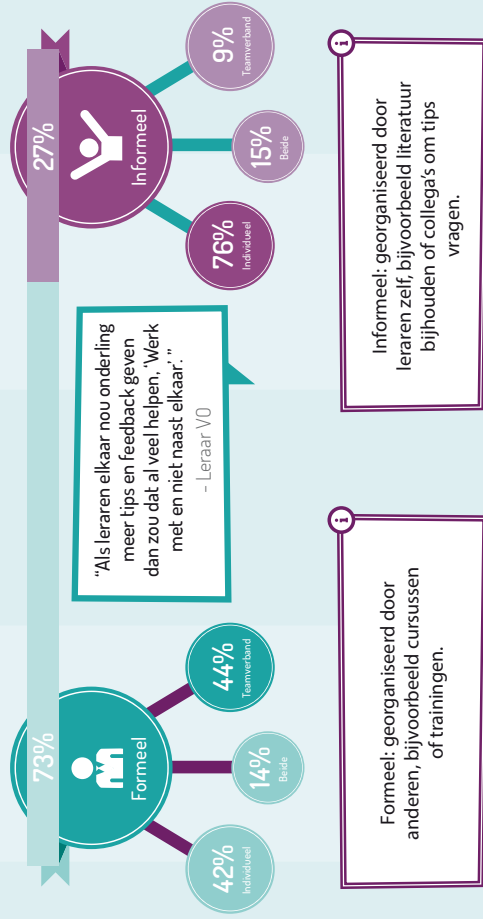 73%
27%
Formeel
42%
Individueel
14%
Beide
44%
Teamverband
“Als leraren elkaar nou onderling
meer tips en feedback geven
dan zou dat al veel helpen, ‘Werk
met en niet naast elkaar’.”
- Leraar VO
Informeel
76%
Individueel
15%
Beide
9%
Teamverband
i
Formeel: georganiseerd door
anderen, bijvoorbeeld cursussen
of trainingen.
i
Informeel: georganiseerd door
leraren zelf, bijvoorbeeld literatuur
bijhouden of collega's om tips
vragen.